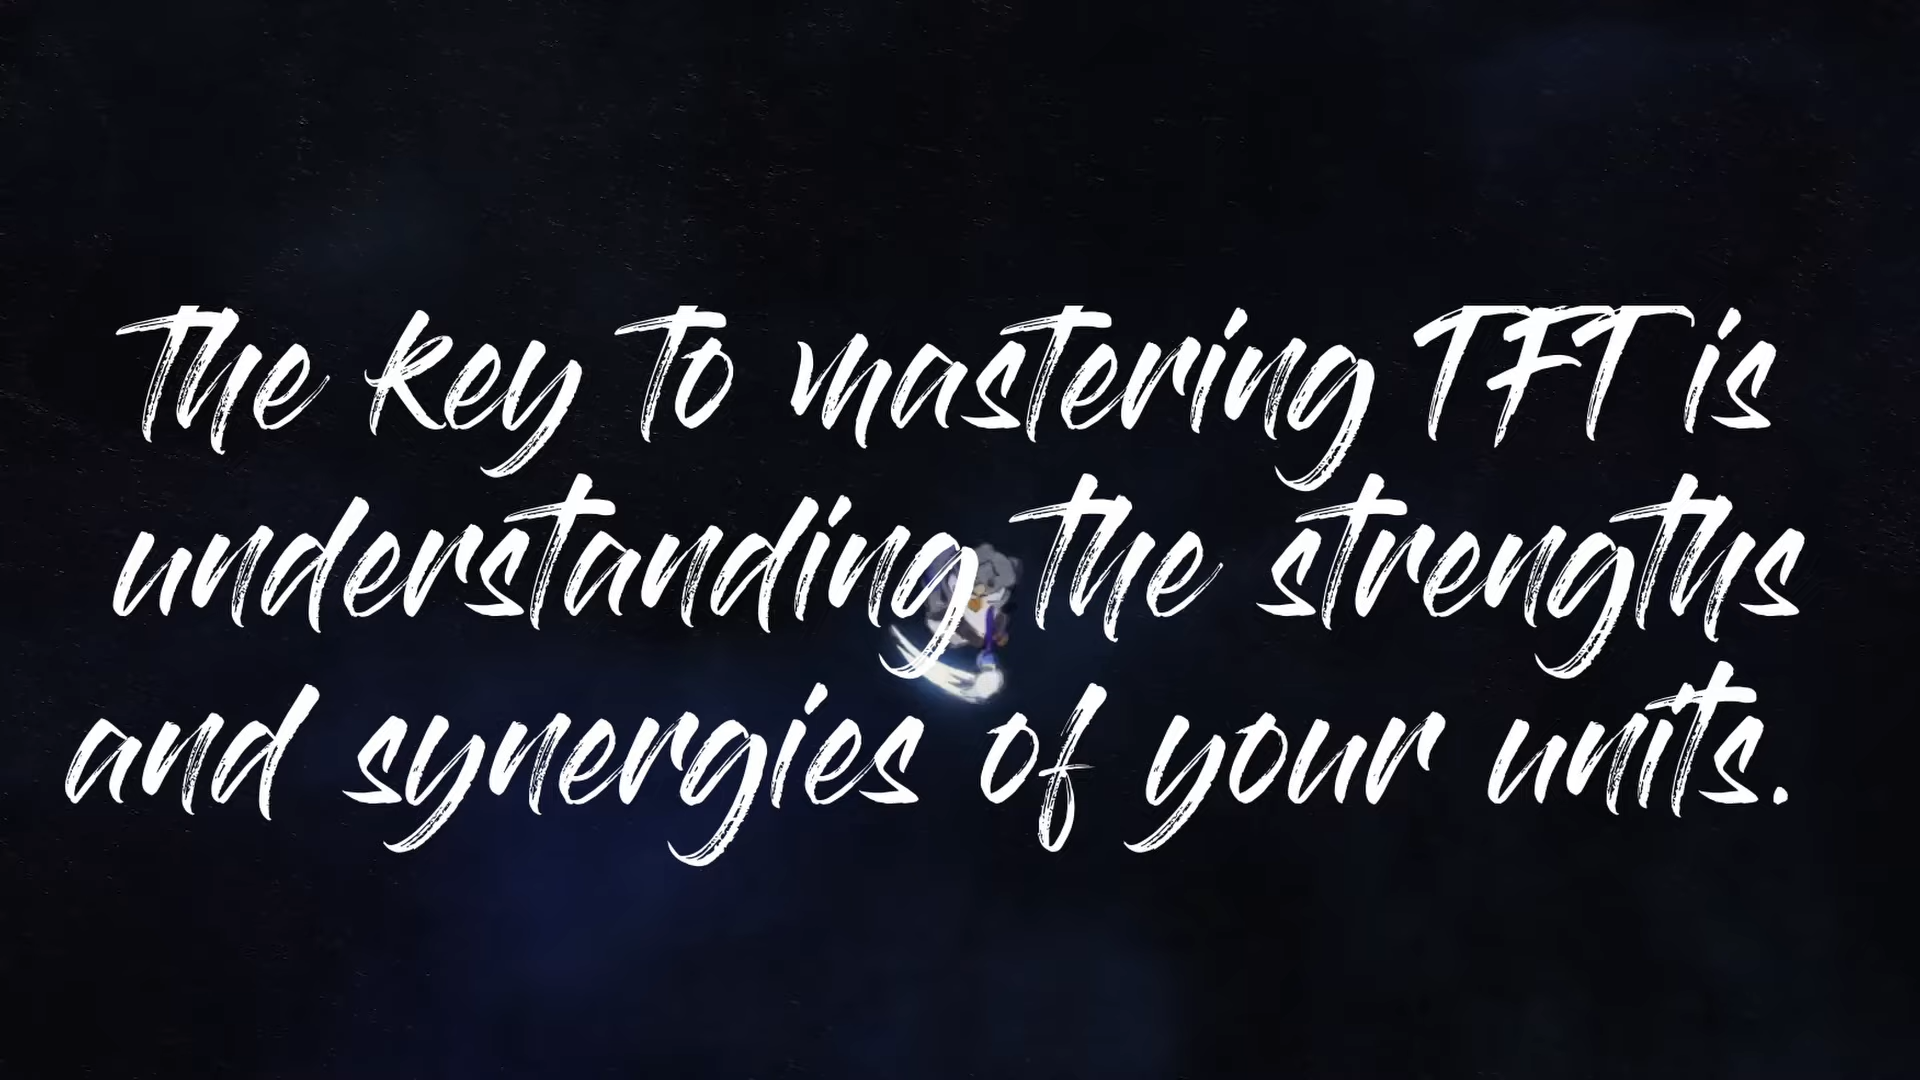 the key to mastering TFT is
understanding the strengths
and synergies of your units.